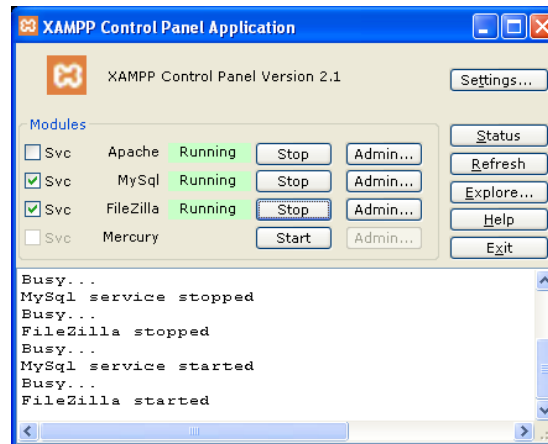 XAMPP Control Panel Application
XAMPP Control Panel Version 2.1
Settings...
Modules
Svc Apache Running Stop Admin...
Svc MySql Running Stop Admin...
Svc FileZilla Running Stop Admin...
Svc Mercury Start Admin...
Status
Refresh
Explore...
Help
Exit
Busy...
MySql service stopped
Busy...
FileZilla stopped
Busy...
MySql service started
Busy...
FileZilla started